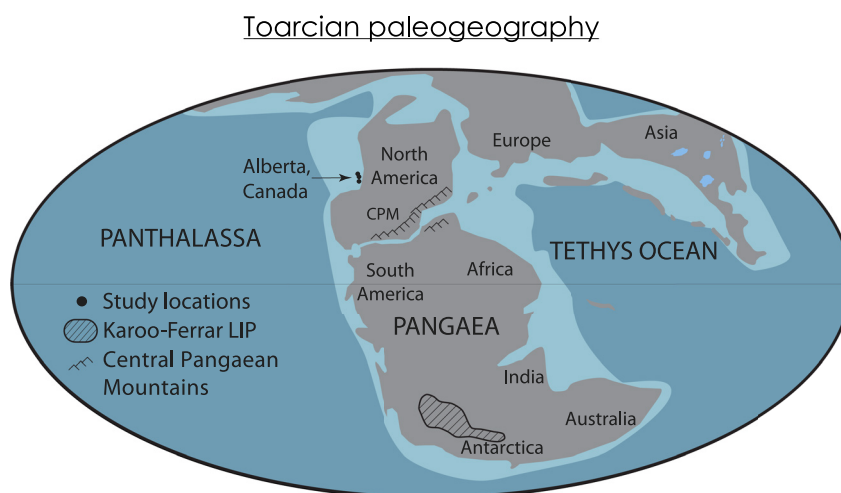 Toarcian paleogeography
Europe
Asia
North
America
Alberta,
Canada
CPM
PANTHALASSA
TETHYS OCEAN
South
America
Africa
Study locations
Karoo-Ferrar LIP
Central Pangaean
Mountains
PANGAEA
India
Australia
Antarctica